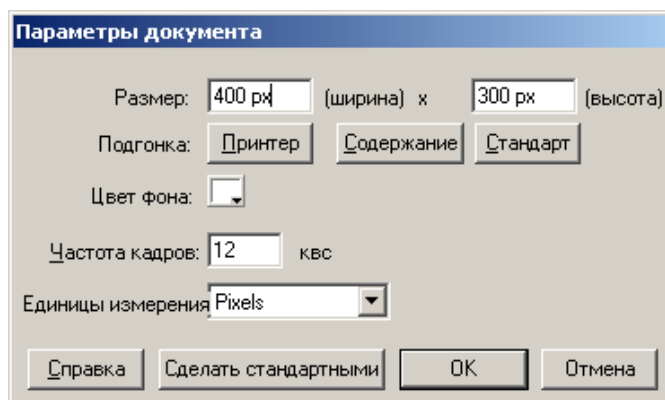 Параметры документа
Размер: 400 px (ширина) x 300 px (высота)
Подгонка: Принтер Содержание Стандарт
Цвет фона:
Частота кадров: 12 квс
Единицы измерения Pixels
Справка Сделать стандартными OK Отмена